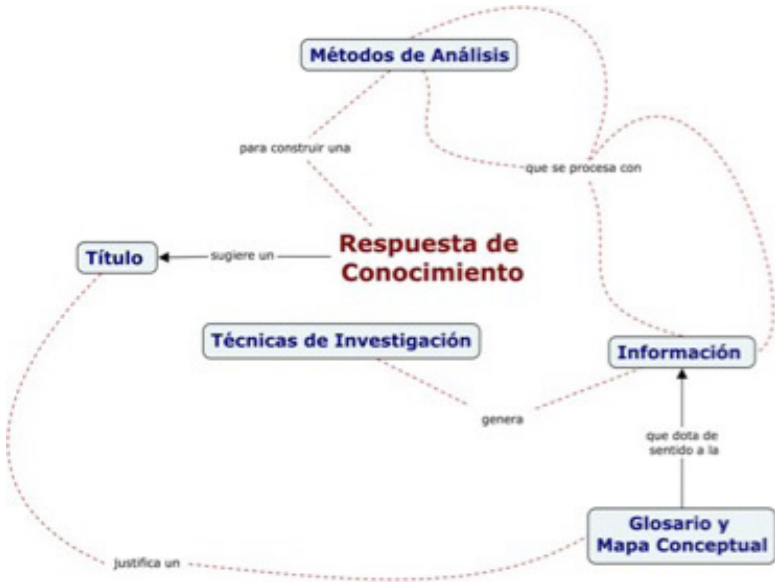 Métodos de Análisis
para construir una
que se procesa con
Respuesta de
Conocimiento
Título
sugiere un
Técnicas de Investigación
Información
genera
que dota de
sentido a la
Glosario y
Mapa Conceptual
justifica un